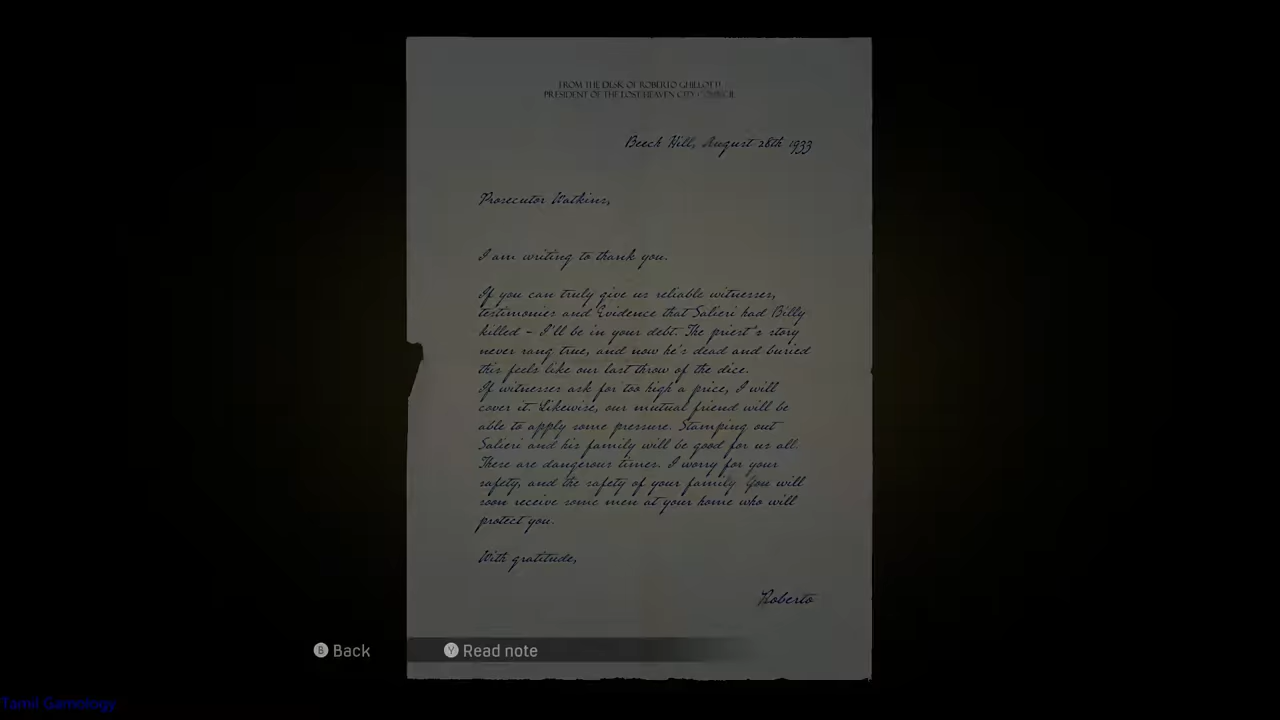 FROM THE DESK OF ROBERTO GHILLOTTI
PRESIDENT OF THE LOST HEAVEN CITY COUNCIL
Beech Hill, August 28th 1933
Prosecutor Watkins,
I am writing to thank you.
If you can truly give us reliable witnesses,
testimonies and Evidence that Salieri had Billy
killed – I'll be in your debt. The priest's story
never rang true, and now he's dead and buried
this feels like our last throw of the dice.
If witnesses ask for too high a price, I will
cover it. Likewise, our mutual friend will be
able to apply some pressure. Stamping out
Salieri and his family will be good for us all.
These are dangerous times. I worry for your
safety, and the safety of your family. You will
soon receive some men at your home who will
protect you.
With gratitude,
Roberto
B Back
Y Read note
Tamil Gamology